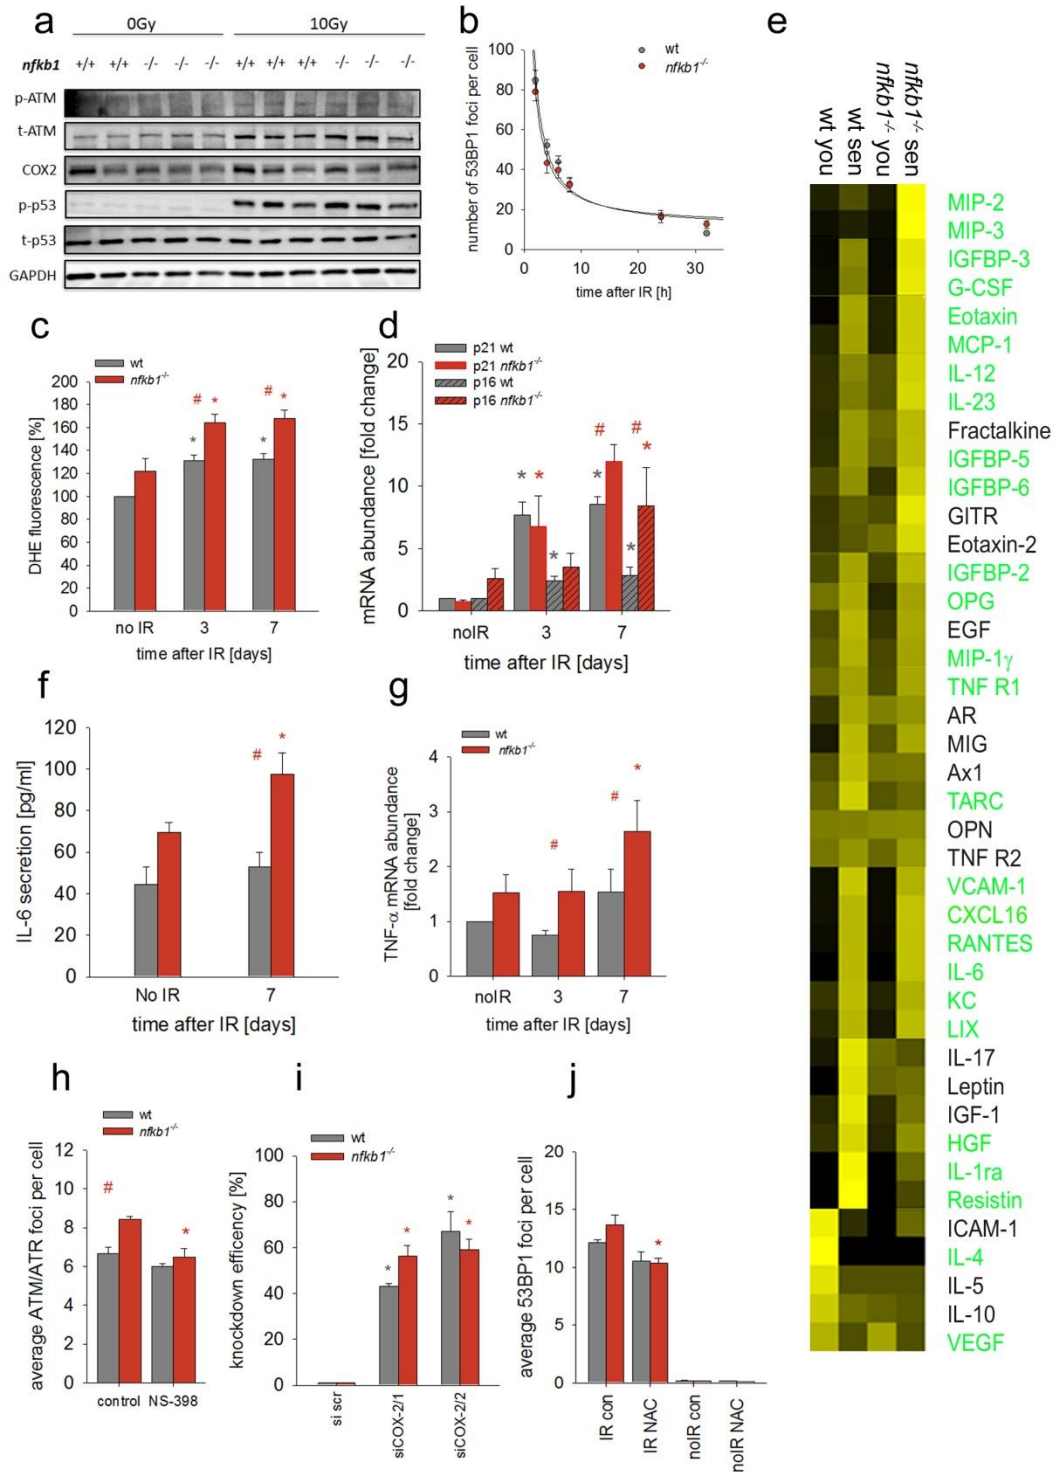 a
0Gy 10Gy
nfkb1 +/+ +/+ -/- -/- -/- +/+ +/+ +/+ -/- -/- -/-
p-ATM
t-ATM
COX2
p-p53
t-p53
GAPDH
b
wt
nfkb1-/-
number of 53BP1 foci per cell
100
80
60
40
20
0
0 10 20 30
time after IR [h]
c
wt
nfkb1-/-
DHE fluorescence [%]
200
180
160
140
120
100
80
60
40
20
0
# * # *
* *
no IR 3 7
time after IR [days]
d
p21 wt
p21 nfkb1-/-
p16 wt
p16 nfkb1-/-
mRNA abundance [fold change]
20
15
10
5
0
# #
* * * *
* *
noIR 3 7
time after IR [days]
e
wt you
wt sen
nfkb1-/- you
nfkb1-/- sen
MIP-2
MIP-3
IGFBP-3
G-CSF
Eotaxin
MCP-1
IL-12
IL-23
Fractalkine
IGFBP-5
IGFBP-6
GITR
Eotaxin-2
IGFBP-2
OPG
EGF
MIP-1γ
TNF R1
AR
MIG
Ax1
TARC
OPN
TNF R2
VCAM-1
CXCL16
RANTES
IL-6
KC
LIX
IL-17
Leptin
IGF-1
HGF
IL-1ra
Resistin
ICAM-1
IL-4
IL-5
IL-10
VEGF
f
IL-6 secretion [pg/ml]
120
100
80
60
40
20
0
# *
No IR 7
time after IR [days]
g
wt
nfkb1-/-
TNF-α mRNA abundance
[fold change]
4
3
2
1
0
*
#
#
noIR 3 7
time after IR [days]
h
wt
nfkb1-/-
average ATM/ATR foci per cell
12
10
8
6
4
2
0
#
*
control NS-398
i
wt
nfkb1-/-
knockdown efficency [%]
100
80
60
40
20
0
* * * *
si scr
siCOX-2/1
siCOX-2/2
j
average 53BP1 foci per cell
20
15
10
5
0
*
IR con
IR NAC
noIR con
noIR NAC